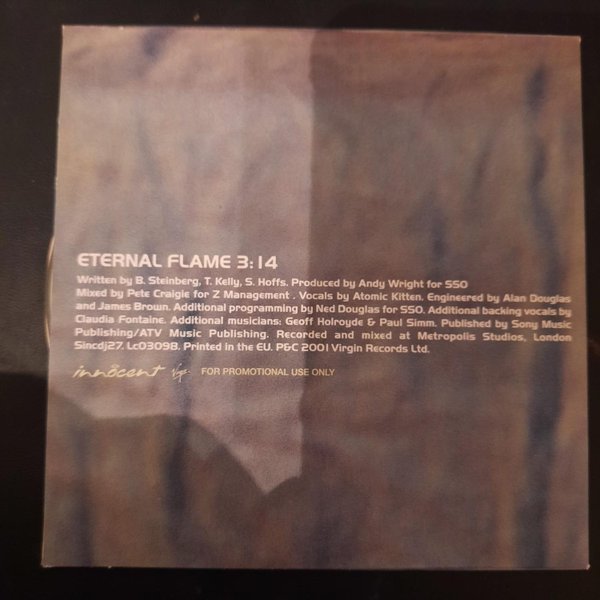 ETERNAL FLAME 3:14
Written by B. Steinberg, T. Kelly, S. Hoffs. Produced by Andy Wright for SSO
Mixed by Pete Craigie for Z Management . Vocals by Atomic Kitten. Engineered by Alan Douglas
and James Brown. Additional programming by Ned Douglas for SSO. Additional backing vocals by
Claudia Fontaine. Additional musicians: Geoff Holroyde & Paul Simm. Published by Sony Music
Publishing/ATV Music Publishing. Recorded and mixed at Metropolis Studios, London
Sincdj27. Lc03098. Printed in the EU. P&C 2001 Virgin Records Ltd.
innocent Virgin FOR PROMOTIONAL USE ONLY